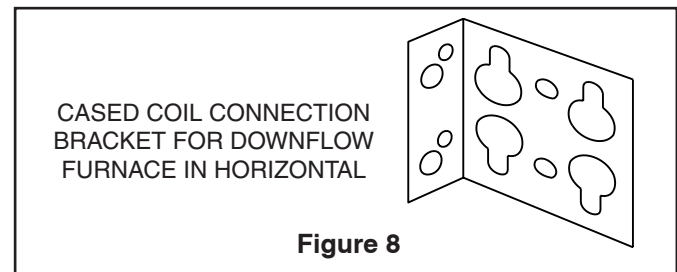 CASED COIL CONNECTION
BRACKET FOR DOWNFLOW
FURNACE IN HORIZONTAL
Figure 8